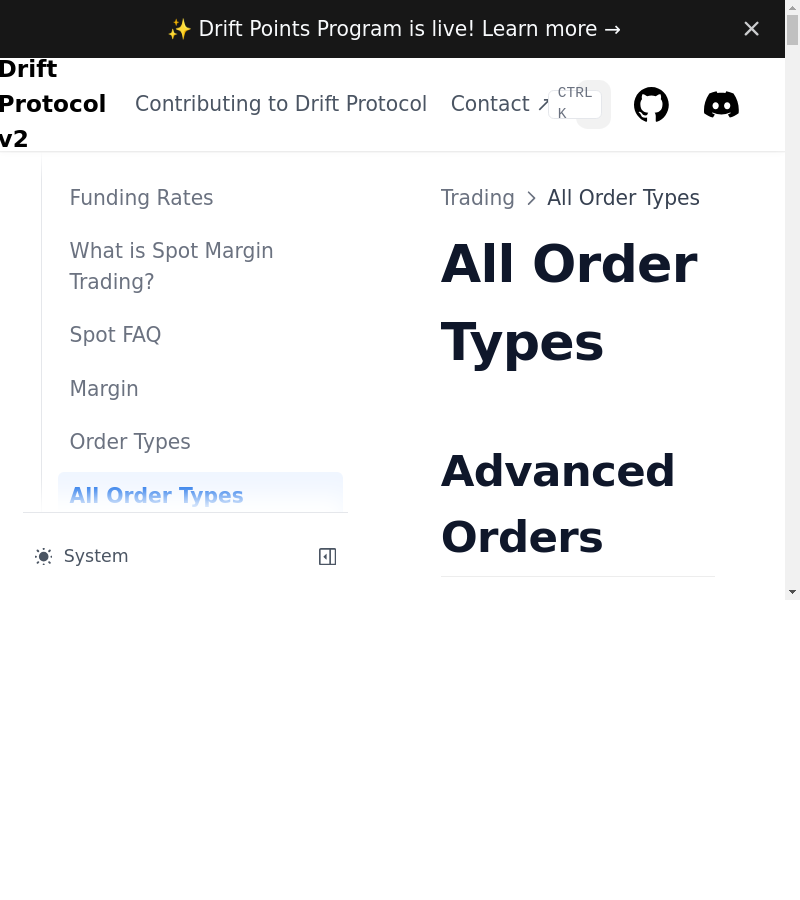 ✨ Drift Points Program is live! Learn more →
Drift
Protocol
v2
Contributing to Drift Protocol
Contact ↗
CTRL
K
Funding Rates
What is Spot Margin
Trading?
Spot FAQ
Margin
Order Types
All Order Types
System
Trading > All Order Types
All Order
Types
Advanced
Orders